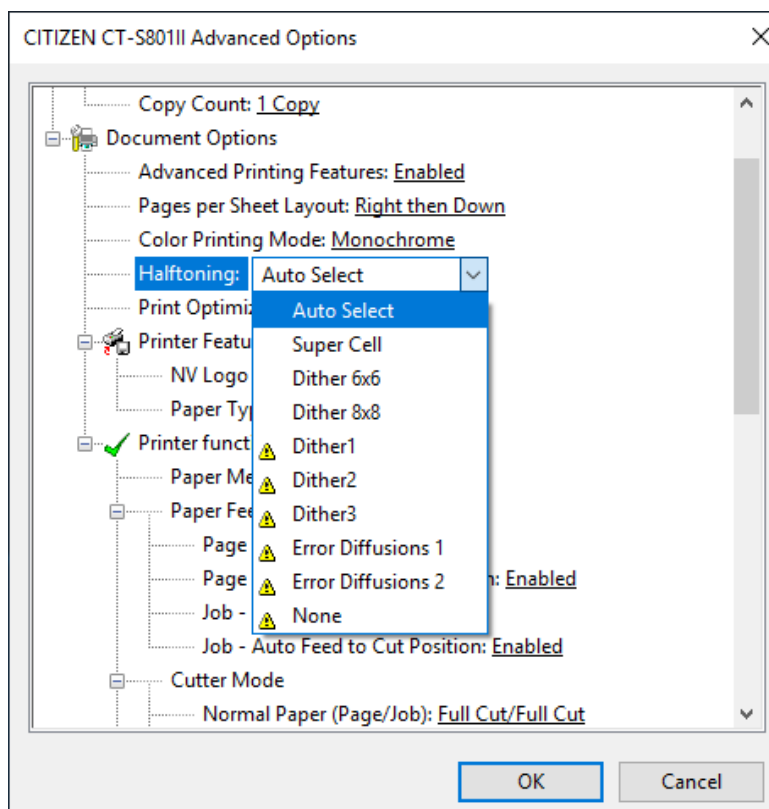 CITIZEN CT-S801II Advanced Options
Copy Count: 1 Copy
Document Options
Advanced Printing Features: Enabled
Pages per Sheet Layout: Right then Down
Color Printing Mode: Monochrome
Halftoning: Auto Select
Print Optimiz
Auto Select
Printer Featu
Super Cell
NV Logo
Dither 6x6
Paper Typ
Dither 8x8
Printer funct
Dither1
Paper Me
Dither2
Paper Fee
Dither3
Page
Error Diffusions 1
Page
Error Diffusions 2
n: Enabled
Job -
None
Job - Auto Feed to Cut Position: Enabled
Cutter Mode
Normal Paper (Page/Job): Full Cut/Full Cut
OK
Cancel